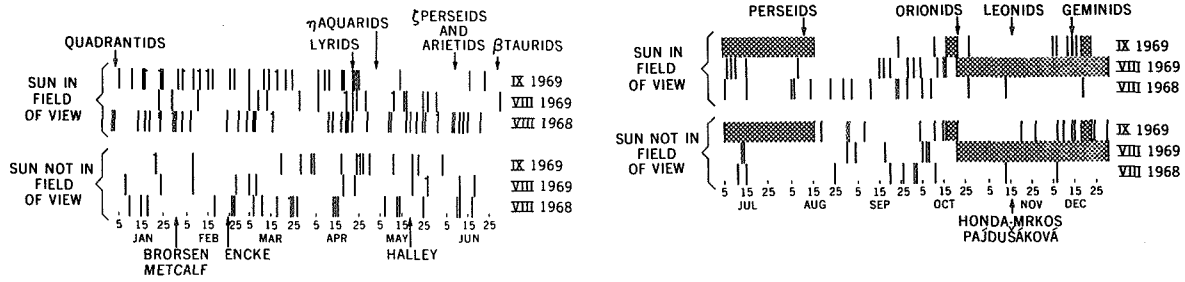 ηAQUARIDS
ζPERSEIDS
AND
ARIETIDS
QUADRANTIDS
LYRIDS
βTAURIDS
SUN IN
FIELD
OF VIEW
IX 1969
VIII 1969
VIII 1968
SUN NOT IN
FIELD
OF VIEW
IX 1969
VIII 1969
VIII 1968
5 15 25 5 15 25 5 15 25 5 15 25 5 15 25 5 15 25
JAN FEB MAR APR MAY JUN
BRORSEN
METCALF
ENCKE
HALLEY
PERSEIDS
ORIONIDS
LEONIDS
GEMINIDS
SUN IN
FIELD
OF VIEW
IX 1969
VIII 1969
VIII 1968
SUN NOT IN
FIELD
OF VIEW
IX 1969
VIII 1969
VIII 1968
5 15 25 5 15 25 5 15 25 5 15 25 5 15 25 5 15 25
JUL AUG SEP OCT NOV DEC
HONDA-MRKOS
PAJDUŠÁKOVÁ